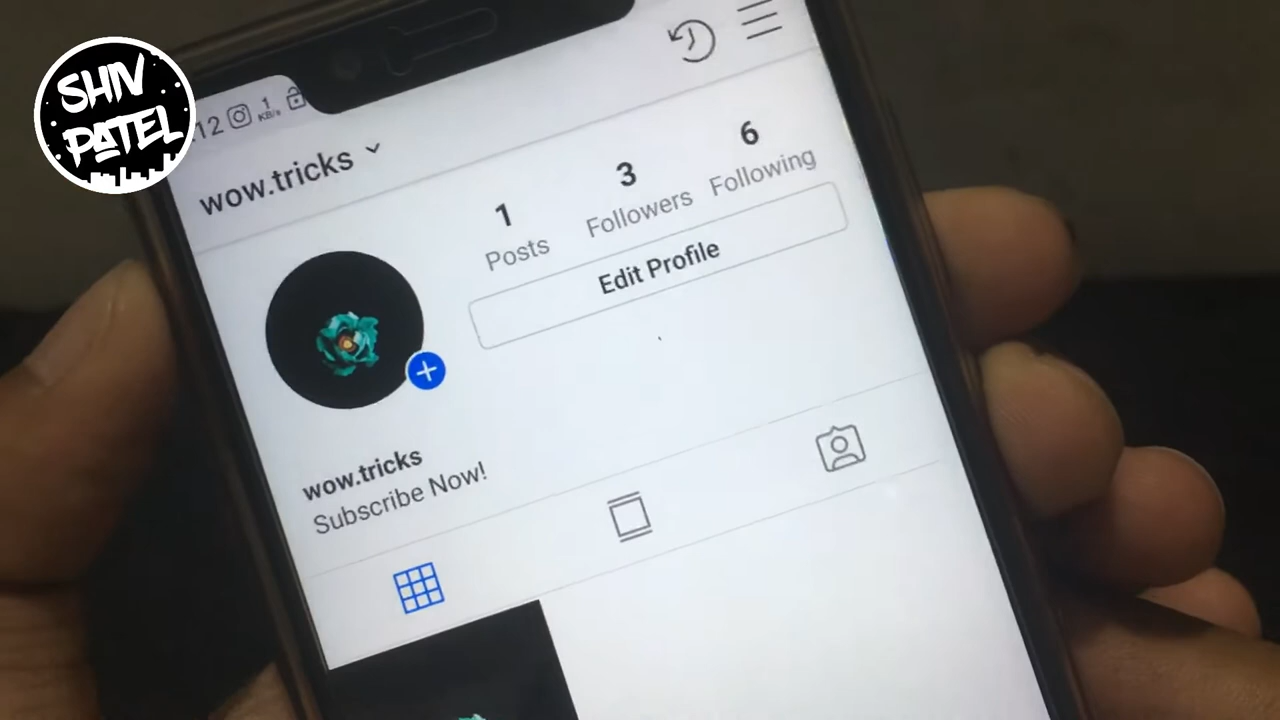 SHIV
PATEL
12
1
KB/s
wow.tricks
1
Posts
3
Followers
6
Following
Edit Profile
wow.tricks
Subscribe Now!